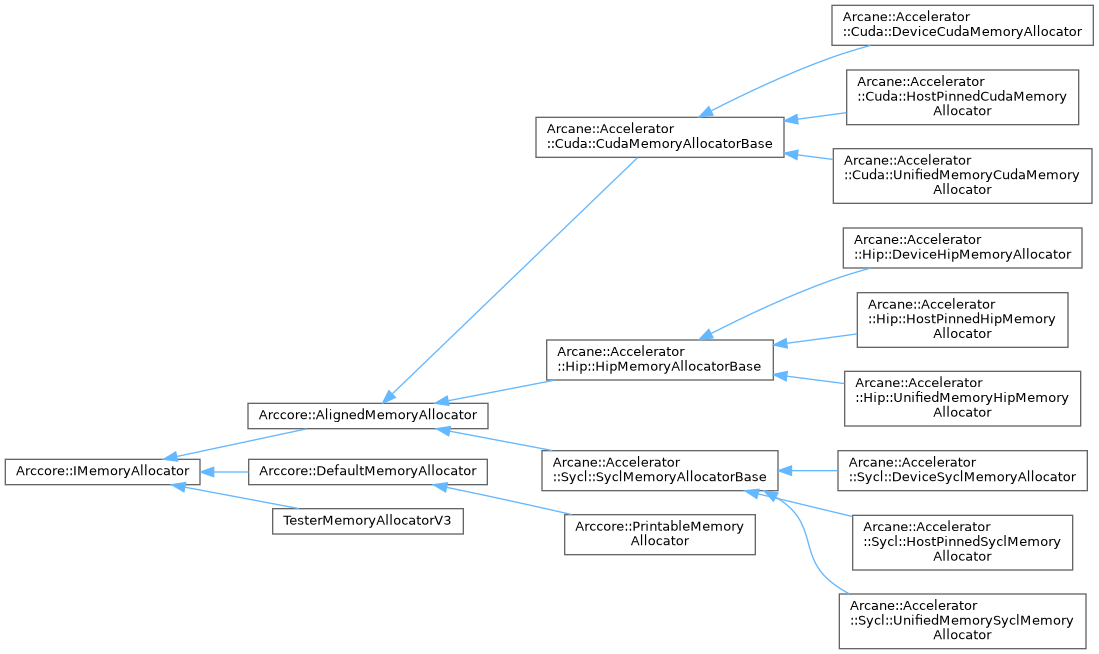 Arcane::Accelerator
::Cuda::DeviceCudaMemoryAllocator
Arcane::Accelerator
::Cuda::HostPinnedCudaMemory
Allocator
Arcane::Accelerator
::Cuda::CudaMemoryAllocatorBase
Arcane::Accelerator
::Cuda::UnifiedMemoryCudaMemory
Allocator
Arcane::Accelerator
::Hip::DeviceHipMemoryAllocator
Arcane::Accelerator
::Hip::HostPinnedHipMemory
Allocator
Arcane::Accelerator
::Hip::HipMemoryAllocatorBase
Arcane::Accelerator
::Hip::UnifiedMemoryHipMemory
Allocator
Arccore::AlignedMemoryAllocator
Arccore::IMemoryAllocator
Arccore::DefaultMemoryAllocator
Arcane::Accelerator
::Sycl::SyclMemoryAllocatorBase
Arcane::Accelerator
::Sycl::DeviceSyclMemoryAllocator
TesterMemoryAllocatorV3
Arccore::PrintableMemory
Allocator
Arcane::Accelerator
::Sycl::HostPinnedSyclMemory
Allocator
Arcane::Accelerator
::Sycl::UnifiedMemorySyclMemory
Allocator